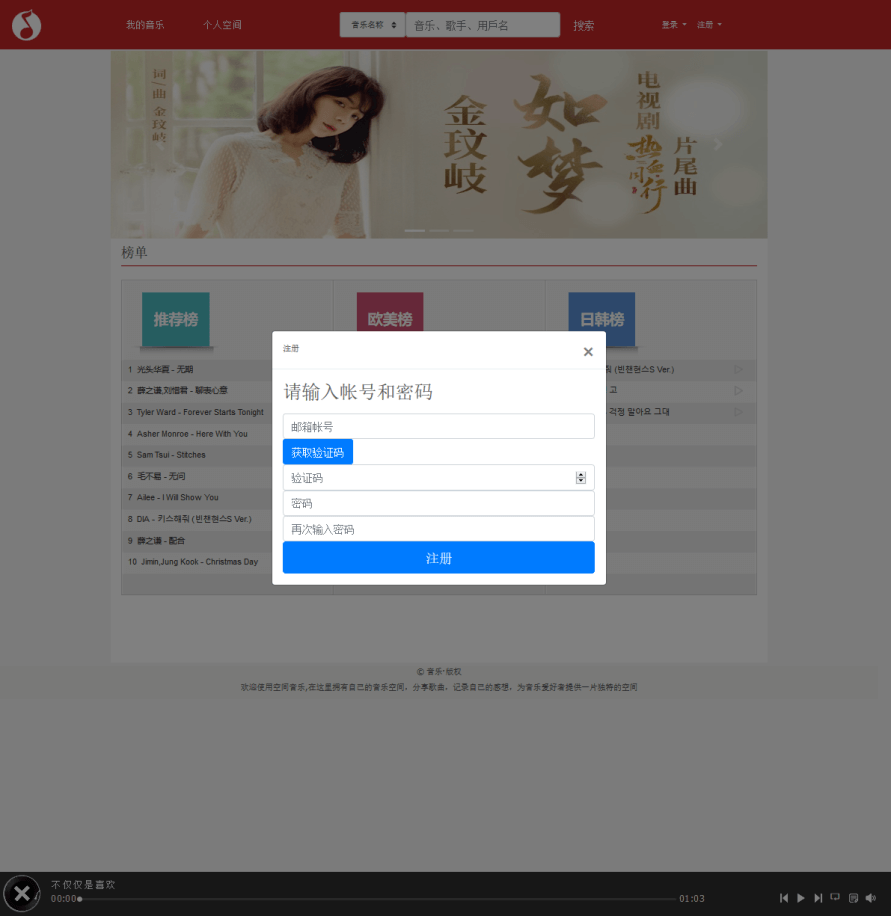 我的音乐 个人空间 音乐名称 音乐、歌手、用戶名 搜索 登录 注册
词/曲 金玟岐
金玟岐
如梦
电视剧
热血同行
片尾曲
榜单
推荐榜 欧美榜 日韩榜
注册 ×
请输入帐号和密码
邮箱帐号
获取验证码
验证码
密码
再次输入密码
注册
1 光头华夏 - 无期
(빈챈현스S Ver.)
2 薛之谦,刘惜君 - 聊表心意
고
3 Tyler Ward - Forever Starts Tonight
걱정 말아요 그대
4 Asher Monroe - Here With You
5 Sam Tsui - Stitches
6 毛不易 - 无问
7 Ailee - I Will Show You
8 DIA - 키스해줘 (빈챈현스S Ver.)
9 薛之谦 - 配合
10 Jimin,Jung Kook - Christmas Day
© 音乐·版权
欢迎使用空间音乐,在这里拥有自己的音乐空间、分享歌曲、记录自己的感想，为音乐爱好者提供一片独特的空间
不仅仅是喜欢
00:00 01:03